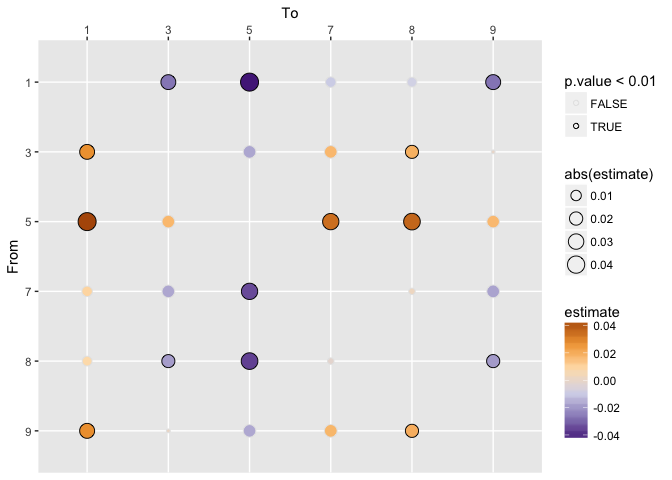 To
1 3 5 7 8 9
From
1
3
5
7
8
9
p.value < 0.01
FALSE
TRUE
abs(estimate)
0.01
0.02
0.03
0.04
estimate
0.04
0.02
0.00
-0.02
-0.04